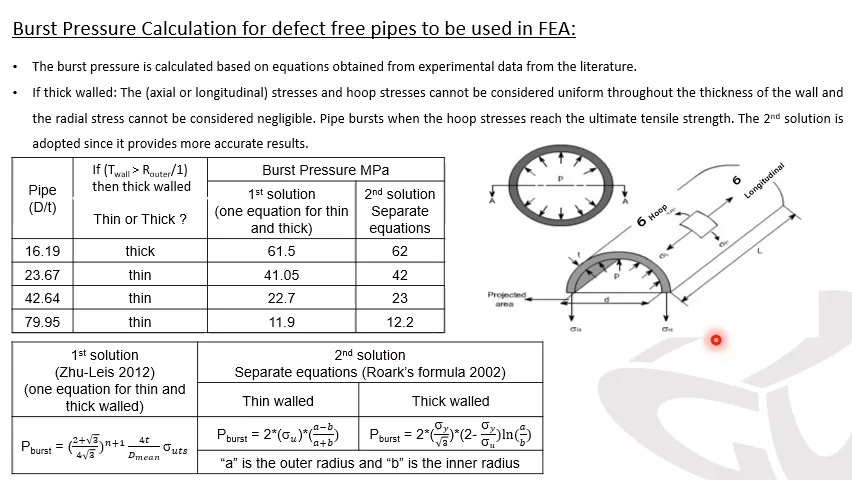 Burst Pressure Calculation for defect free pipes to be used in FEA:
• The burst pressure is calculated based on equations obtained from experimental data from the literature.
• If thick walled: The (axial or longitudinal) stresses and hoop stresses cannot be considered uniform throughout the thickness of the wall and
the radial stress cannot be considered negligible. Pipe bursts when the hoop stresses reach the ultimate tensile strength. The 2nd solution is
adopted since it provides more accurate results.
Pipe
(D/t)
If (Twall > Router/1)
then thick walled
Thin or Thick ?
Burst Pressure MPa
1st solution
(one equation for thin
and thick)
2nd solution
Separate
equations
16.19 thick 61.5 62
23.67 thin 41.05 42
42.64 thin 22.7 23
79.95 thin 11.9 12.2
P
A A
б Hoop
б Longitudinal
t
P
L
Projected
area
d
σH σH
1st solution
(Zhu-Leis 2012)
(one equation for thin and
thick walled)
2nd solution
Separate equations (Roark's formula 2002)
Thin walled Thick walled
Pburst = ((2+√3)/(4√3))^(n+1) (4t/Dmean) σuts
Pburst = 2*(σu)*((a−b)/(a+b))
Pburst = 2*(σy/√3)*(2- σy/σu)ln(a/b)
"a" is the outer radius and "b" is the inner radius